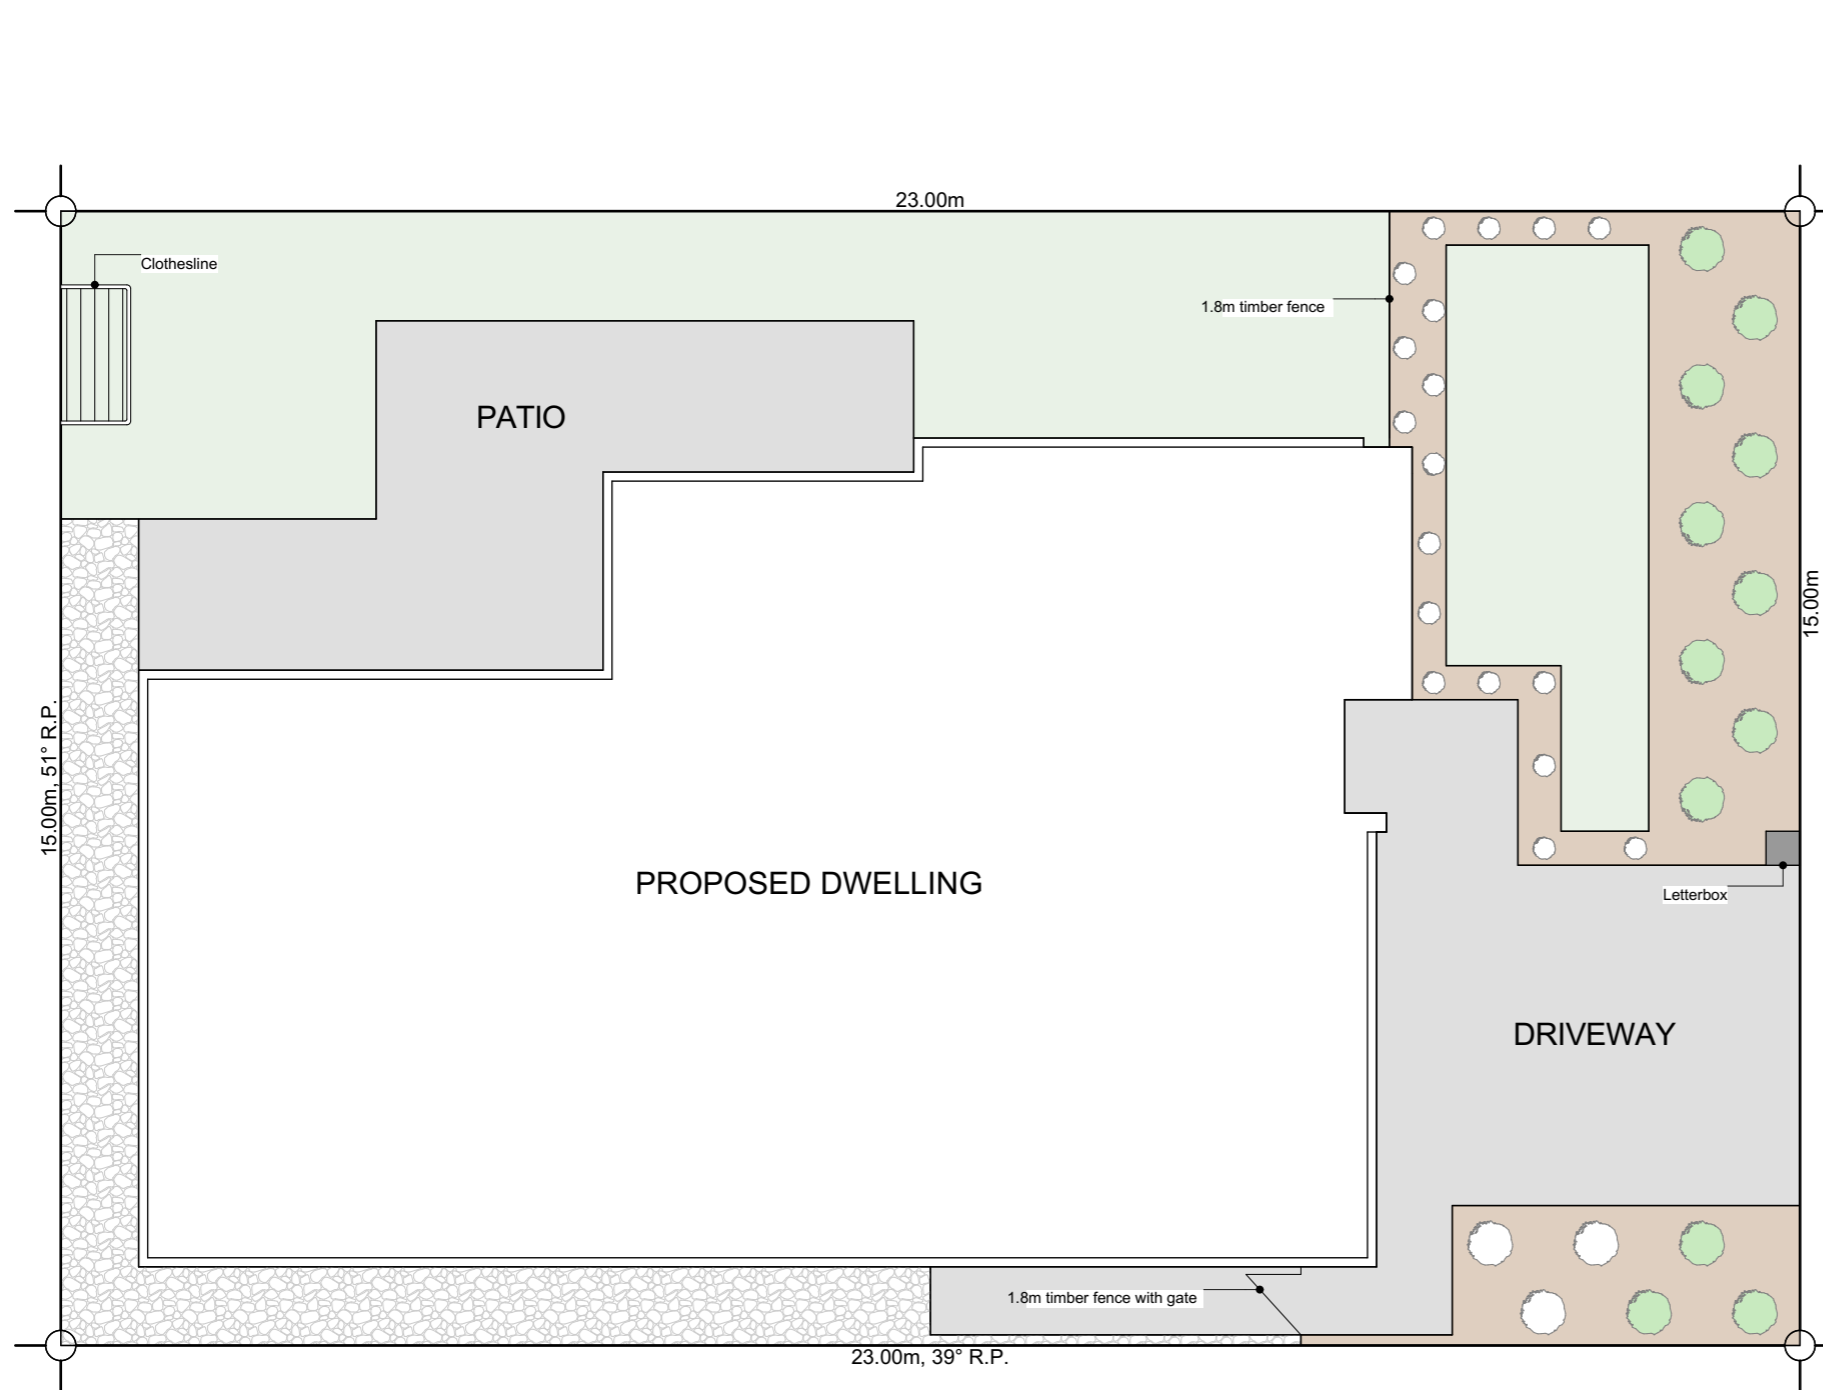 23.00m
Clothesline
1.8m timber fence
PATIO
15.00m
15.00m, 51° R.P.
PROPOSED DWELLING
Letterbox
DRIVEWAY
1.8m timber fence with gate
23.00m, 39° R.P.